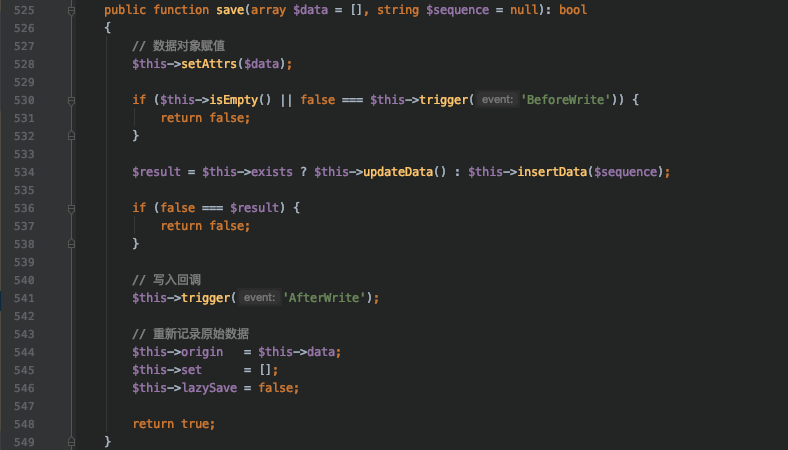 525 public function save(array $data = [], string $sequence = null): bool
526 {
527 // 数据对象赋值
528 $this->setAttrs($data);
529
530 if ($this->isEmpty() || false === $this->trigger( event: 'BeforeWrite')) {
531 return false;
532 }
533
534 $result = $this->exists ? $this->updateData() : $this->insertData($sequence);
535
536 if (false === $result) {
537 return false;
538 }
539
540 // 写入回调
541 $this->trigger( event: 'AfterWrite');
542
543 // 重新记录原始数据
544 $this->origin = $this->data;
545 $this->set = [];
546 $this->lazySave = false;
547
548 return true;
549 }